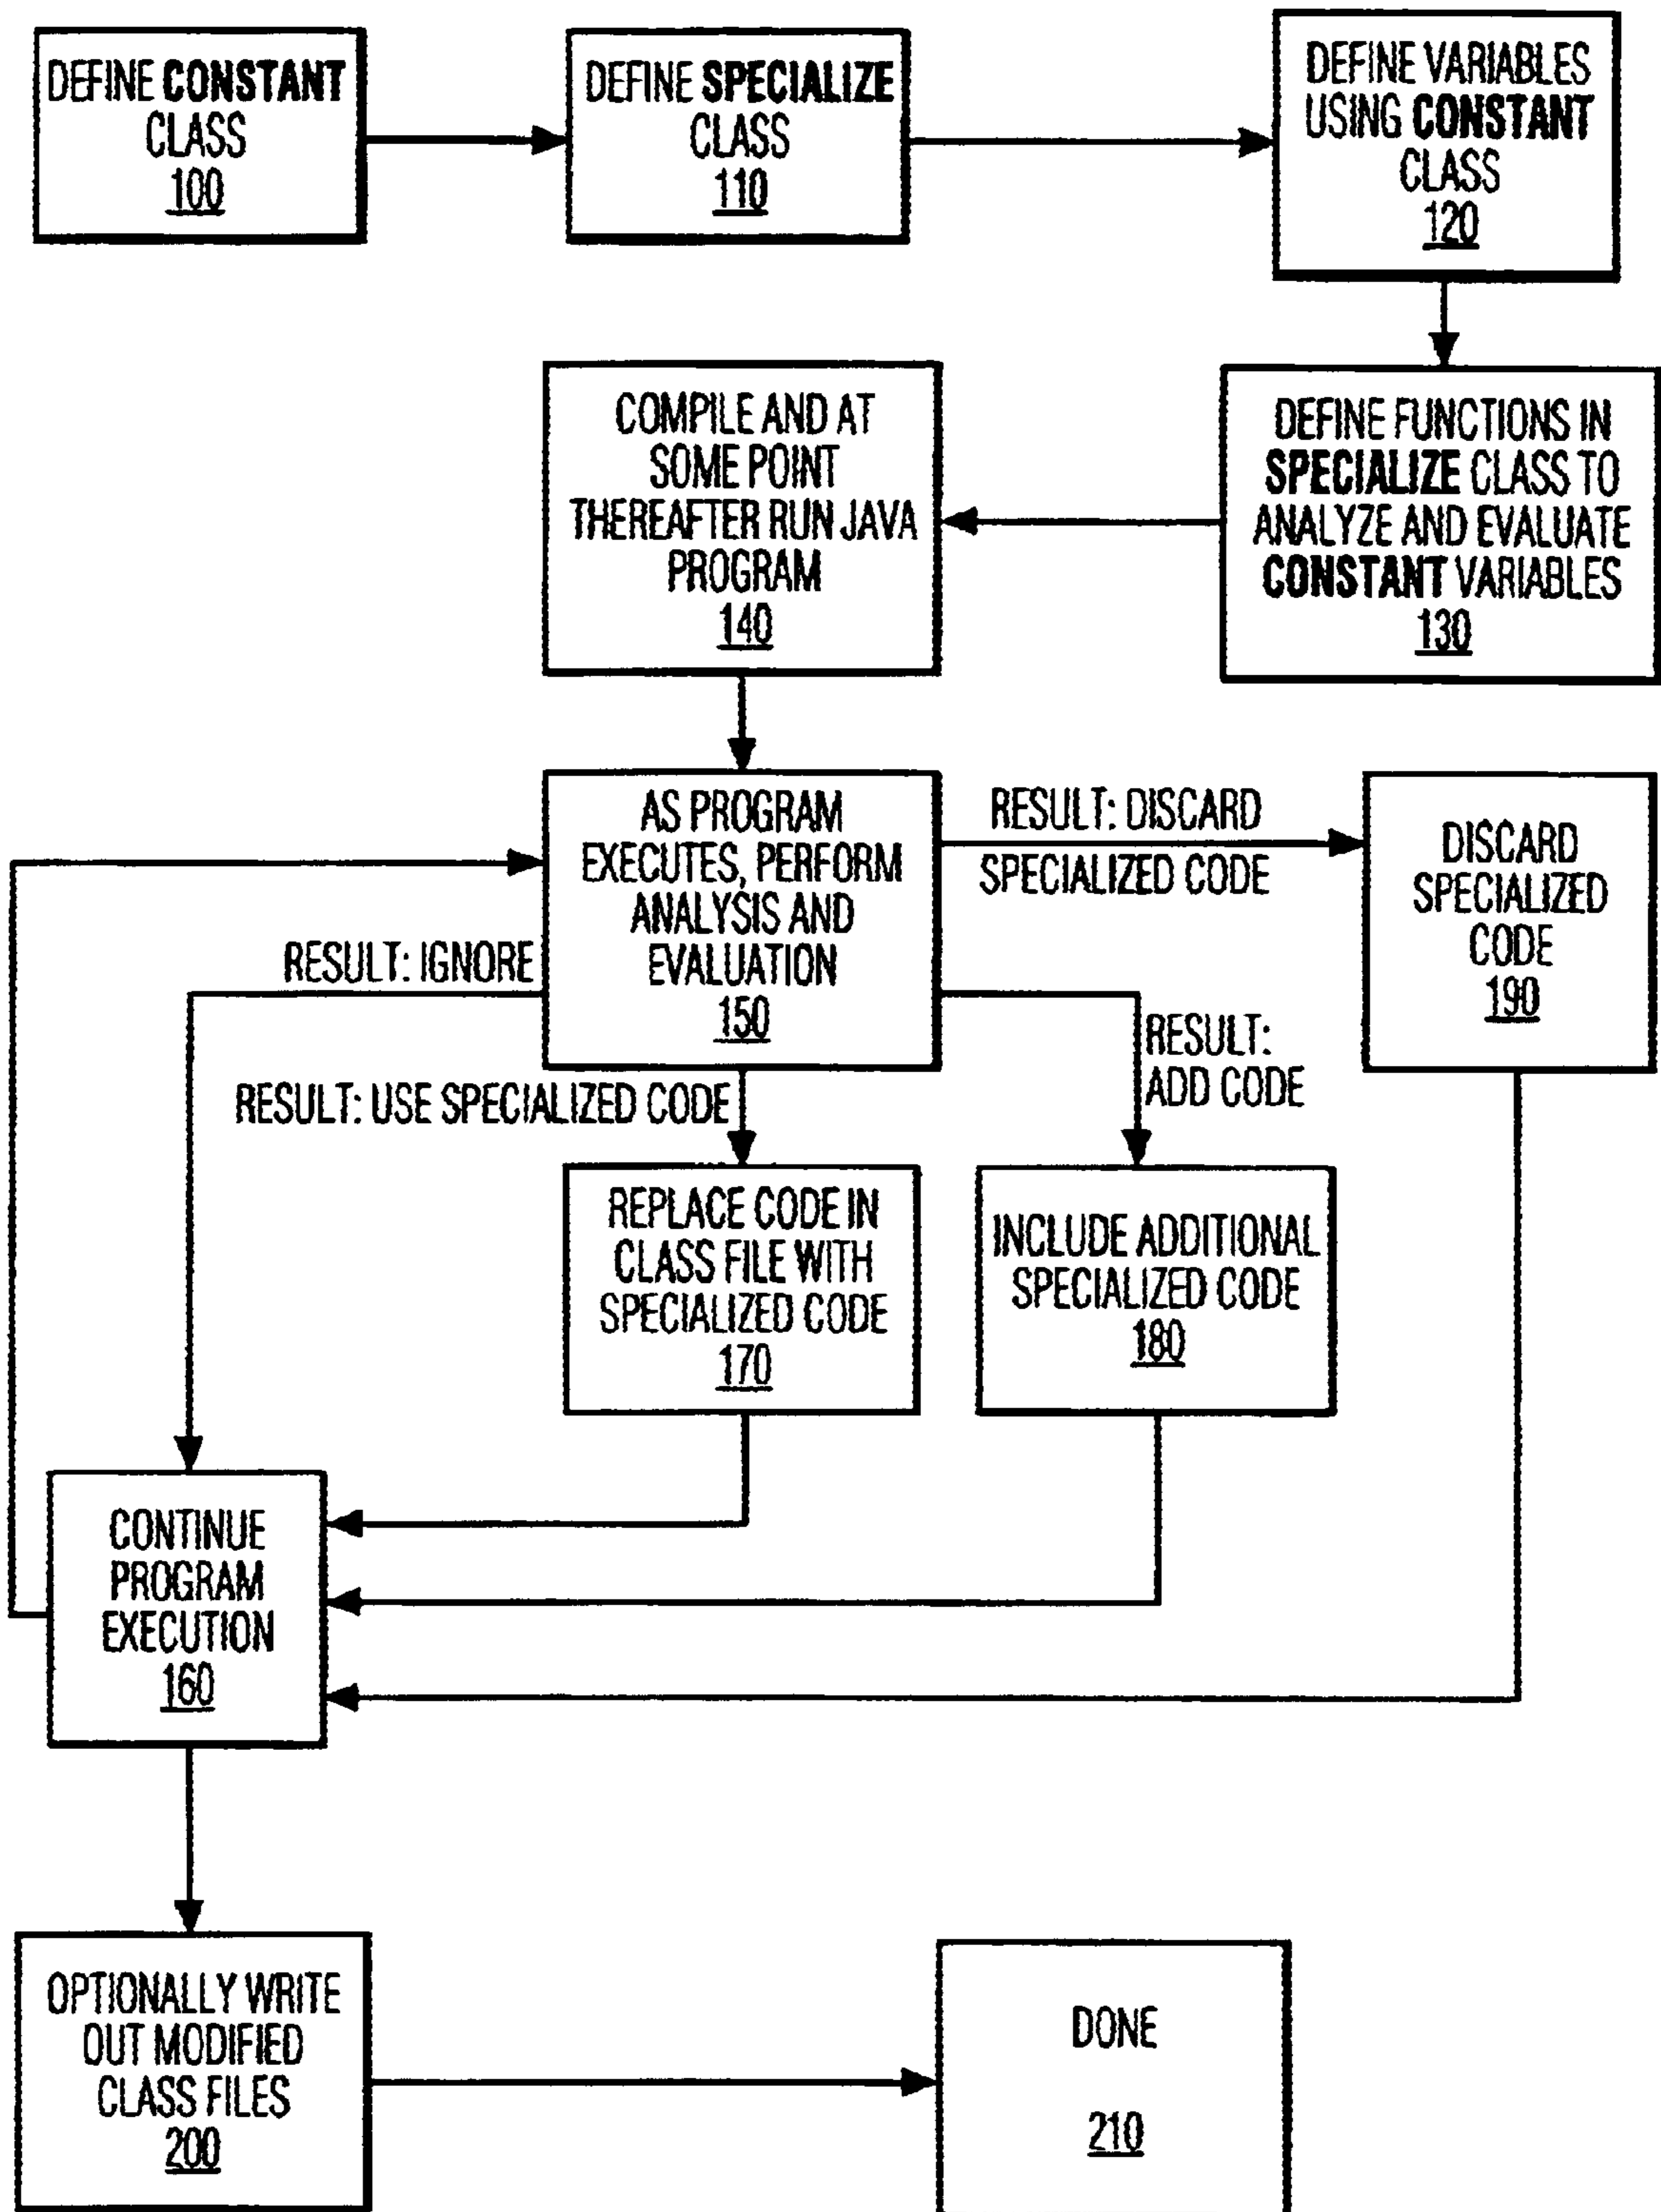 DEFINE CONSTANT
CLASS
100
DEFINE SPECIALIZE
CLASS
110
DEFINE VARIABLES
USING CONSTANT
CLASS
120
DEFINE FUNCTIONS IN
SPECIALIZE CLASS TO
ANALYZE AND EVALUATE
CONSTANT VARIABLES
130
COMPILE AND AT
SOME POINT
THEREAFTER RUN JAVA
PROGRAM
140
AS PROGRAM
EXECUTES, PERFORM
ANALYSIS AND
EVALUATION
150
RESULT: DISCARD
SPECIALIZED CODE
DISCARD
SPECIALIZED
CODE
190
RESULT: IGNORE
RESULT: USE SPECIALIZED CODE
RESULT:
ADD CODE
REPLACE CODE IN
CLASS FILE WITH
SPECIALIZED CODE
170
INCLUDE ADDITIONAL
SPECIALIZED CODE
180
CONTINUE
PROGRAM
EXECUTION
160
OPTIONALLY WRITE
OUT MODIFIED
CLASS FILES
200
DONE
210